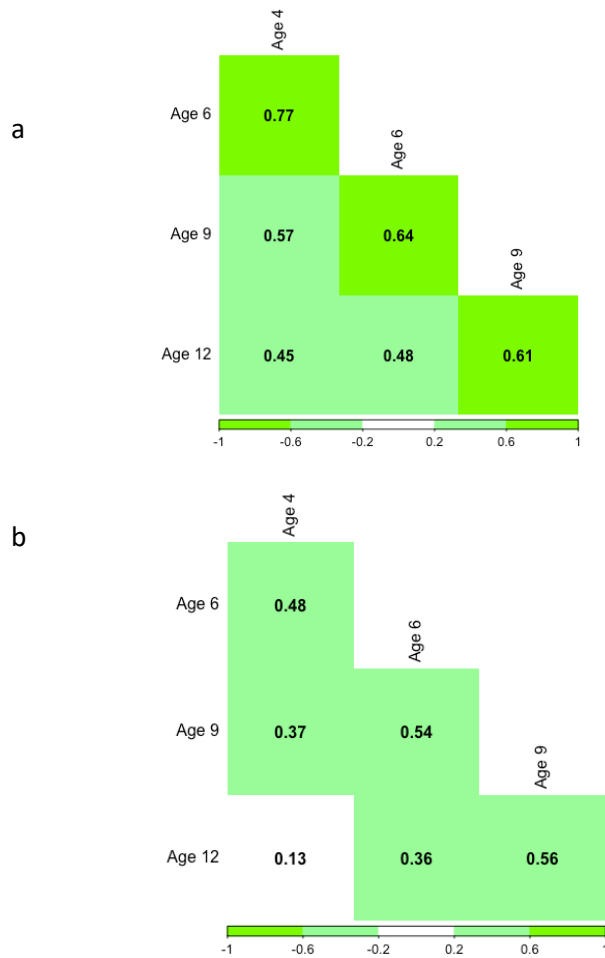 a
Age 4
Age 6 0.77
Age 6
Age 9 0.57 0.64
Age 9
Age 12 0.45 0.48 0.61
-1 -0.6 -0.2 0.2 0.6 1
b
Age 4
Age 6 0.48
Age 6
Age 9 0.37 0.54
Age 9
Age 12 0.13 0.36 0.56
-1 -0.6 -0.2 0.2 0.6 1